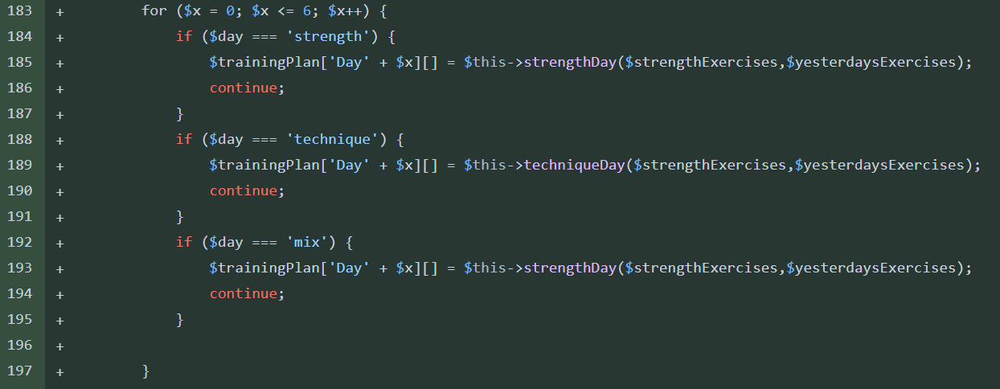 183 +         for ($x = 0; $x <= 6; $x++) {
184 +             if ($day === 'strength') {
185 +                 $trainingPlan['Day' + $x][] = $this->strengthDay($strengthExercises,$yesterdaysExercises);
186 +                 continue;
187 +             }
188 +             if ($day === 'technique') {
189 +                 $trainingPlan['Day' + $x][] = $this->techniqueDay($strengthExercises,$yesterdaysExercises);
190 +                 continue;
191 +             }
192 +             if ($day === 'mix') {
193 +                 $trainingPlan['Day' + $x][] = $this->strengthDay($strengthExercises,$yesterdaysExercises);
194 +                 continue;
195 +             }
196 +
197 +         }